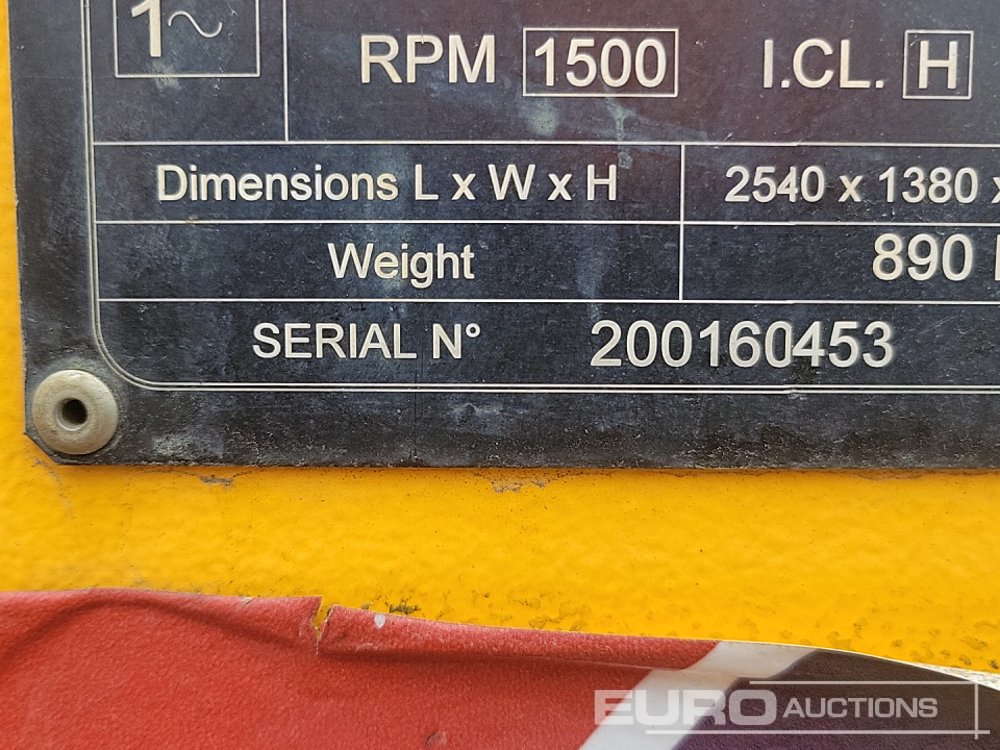 1~
RPM 1500 I.CL. H
Dimensions L x W x H 2540 x 1380 x
Weight 890
SERIAL N° 200160453
EURO AUCTIONS